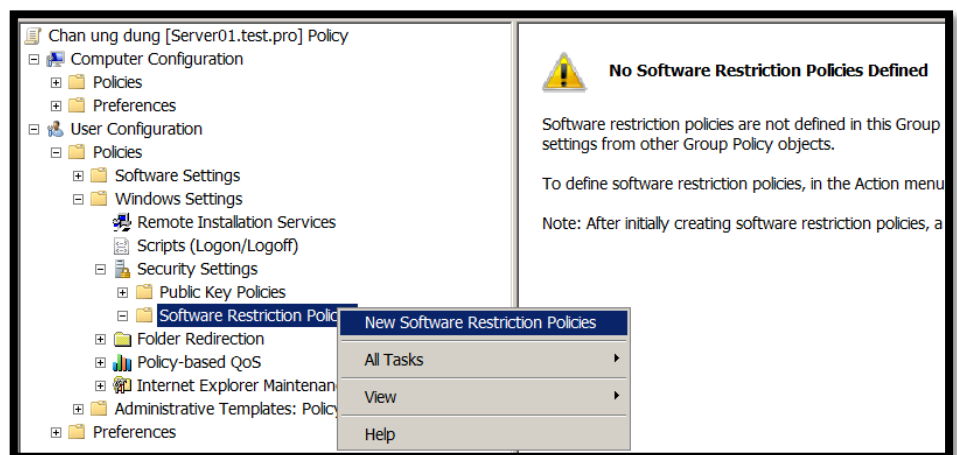 Chan ung dung [Server01.test.pro] Policy
Computer Configuration
Policies
Preferences
User Configuration
Policies
Software Settings
Windows Settings
Remote Installation Services
Scripts (Logon/Logoff)
Security Settings
Public Key Policies
Software Restriction Polic
Folder Redirection
Policy-based QoS
Internet Explorer Maintenan
Administrative Templates: Policy
Preferences
New Software Restriction Policies
All Tasks
View
Help
No Software Restriction Policies Defined
Software restriction policies are not defined in this Group
settings from other Group Policy objects.
To define software restriction policies, in the Action menu
Note: After initially creating software restriction policies, a